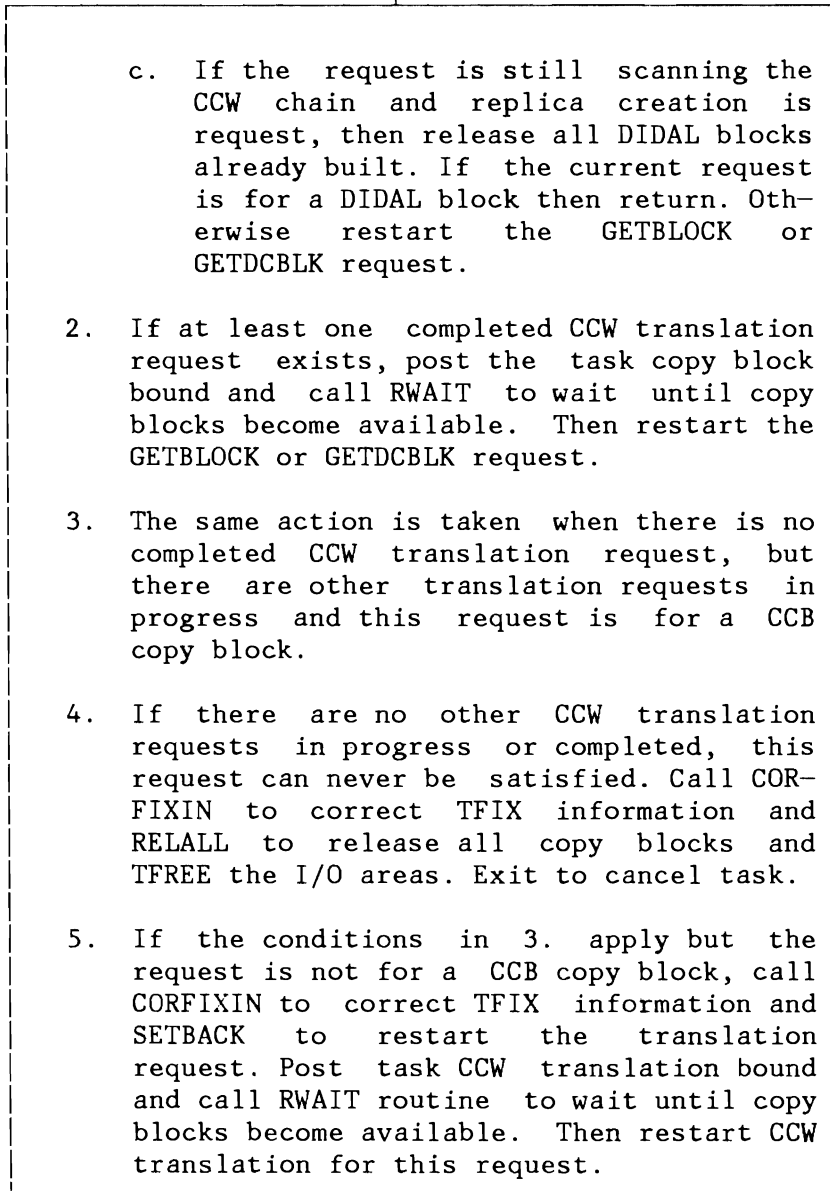 c. If the request is still scanning the
CCW chain and replica creation is
request, then release all DIDAL blocks
already built. If the current request
is for a DIDAL block then return. Oth-
erwise restart the GETBLOCK or
GETDCBLK request.
2. If at least one completed CCW translation
request exists, post the task copy block
bound and call RWAIT to wait until copy
blocks become available. Then restart the
GETBLOCK or GETDCBLK request.
3. The same action is taken when there is no
completed CCW translation request, but
there are other translation requests in
progress and this request is for a CCB
copy block.
4. If there are no other CCW translation
requests in progress or completed, this
request can never be satisfied. Call COR-
FIXIN to correct TFIX information and
RELALL to release all copy blocks and
TFREE the I/O areas. Exit to cancel task.
5. If the conditions in 3. apply but the
request is not for a CCB copy block, call
CORFIXIN to correct TFIX information and
SETBACK to restart the translation
request. Post task CCW translation bound
and call RWAIT routine to wait until copy
blocks become available. Then restart CCW
translation for this request.